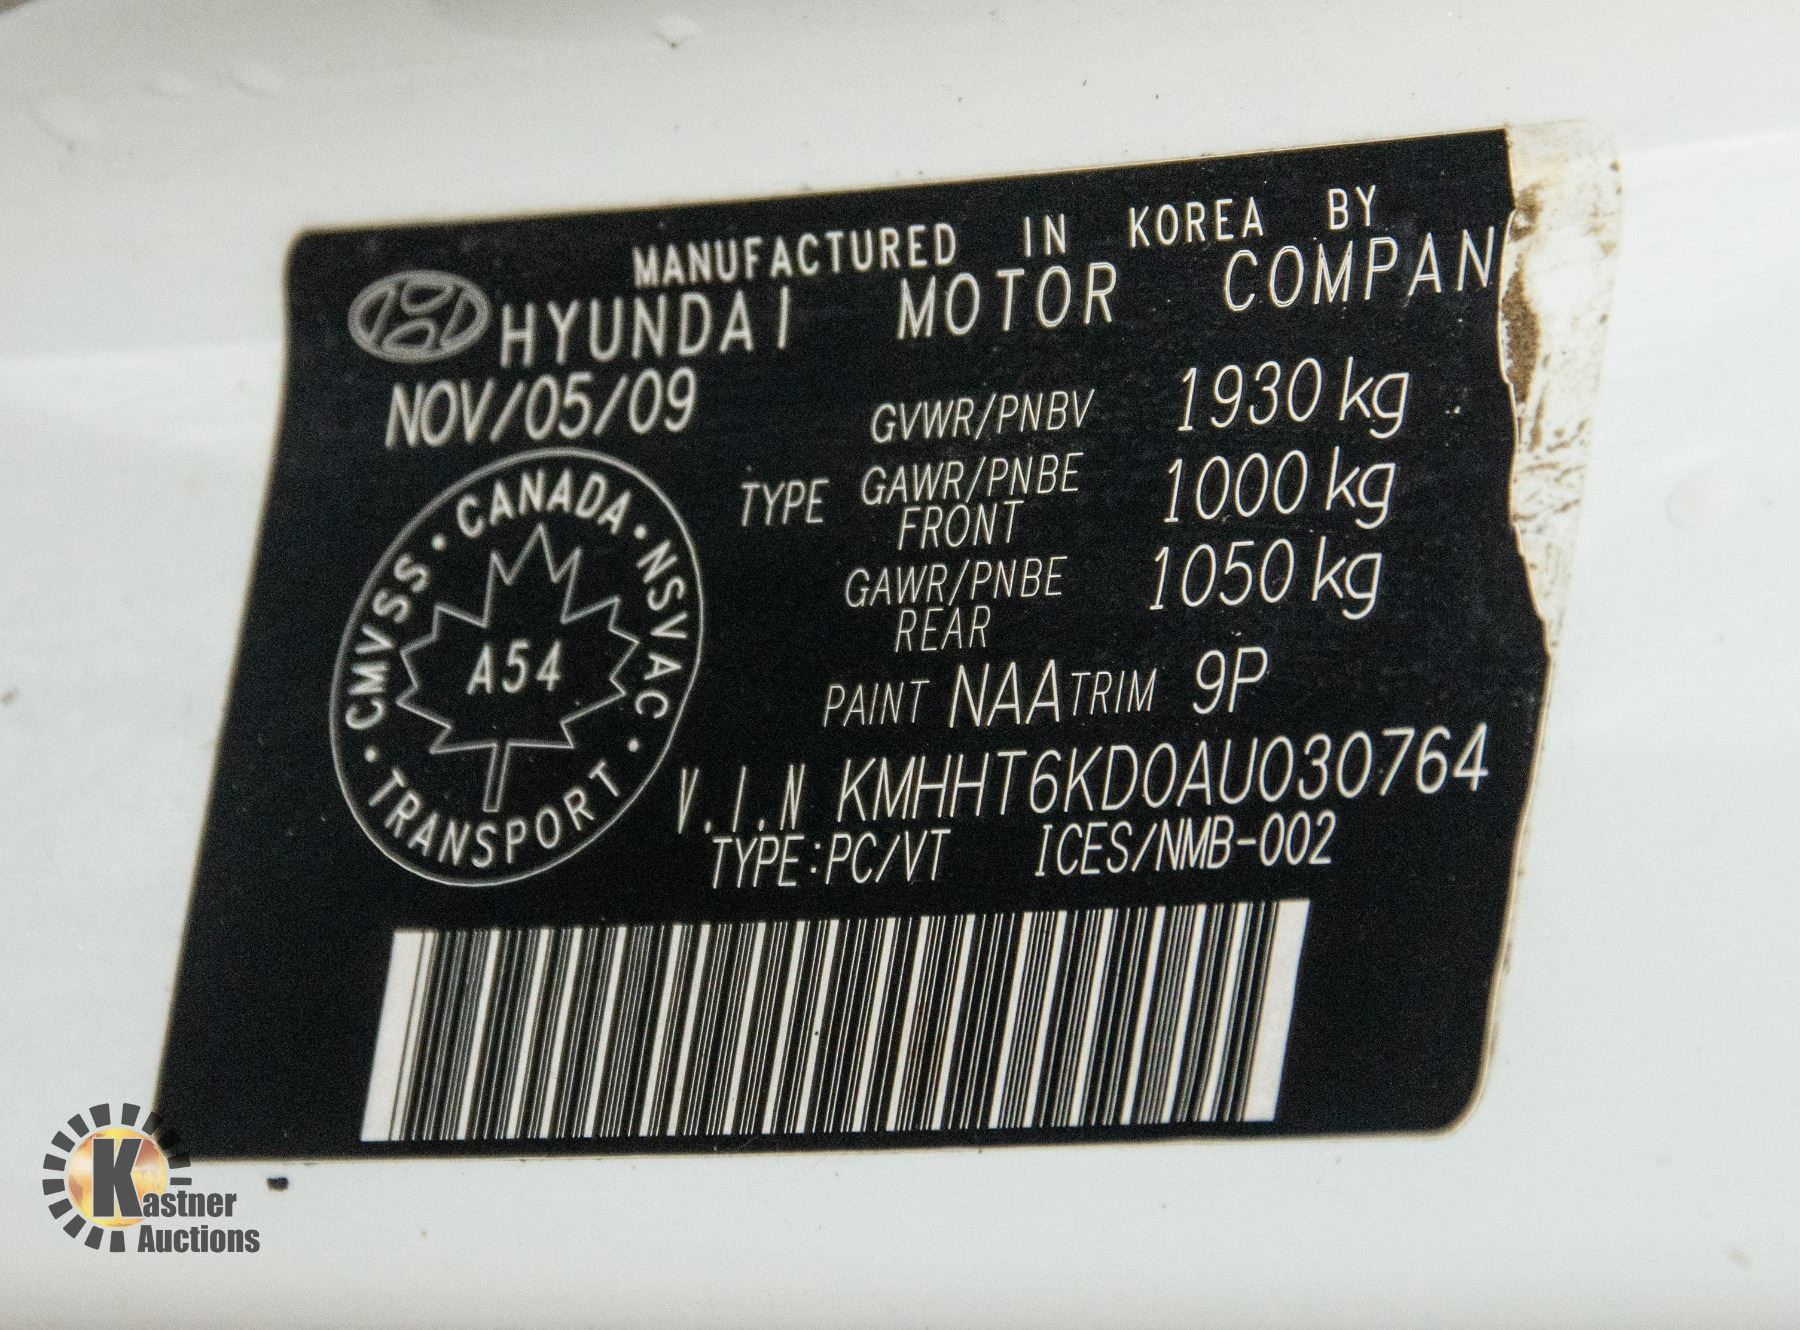 MANUFACTURED IN KOREA BY
HYUNDAI MOTOR COMPAN
NOV/05/09
GVWR/PNBV 1930 kg
TYPE GAWR/PNBE FRONT 1000 kg
GAWR/PNBE REAR 1050 kg
CMVSS • CANADA • NSVAC • TRANSPORT •
A54
PAINT NAA TRIM 9P
V.I.N KMHHT6KD0AU030764
TYPE:PC/VT ICES/NMB-002
Kastner
Auctions